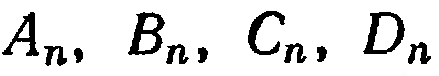 Aₙ, Bₙ, Cₙ, Dₙ